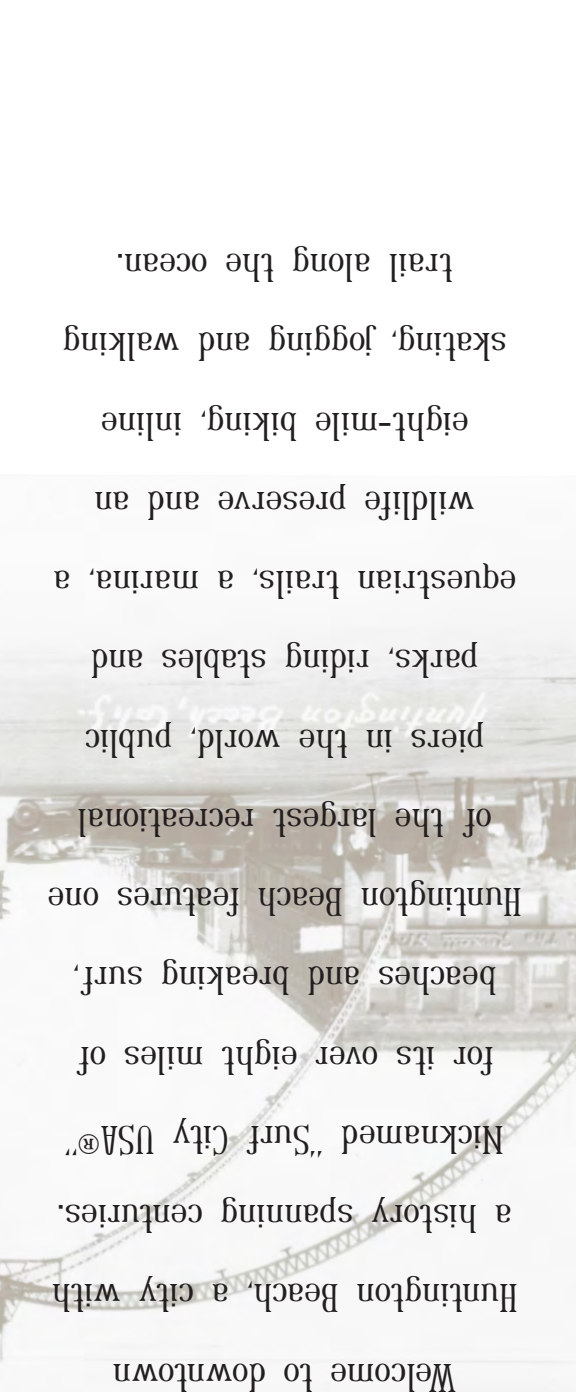 Welcome to downtown
Huntington Beach, a city with
a history spanning centuries.
Nicknamed "Surf City USA®"
for its over eight miles of
beaches and breaking surf,
Huntington Beach features one
of the largest recreational
piers in the world, public
parks, riding stables and
equestrian trails, a marina, a
wildlife preserve and an
eight-mile biking, inline
skating, jogging and walking
trail along the ocean.
Huntington Beach, Calif.